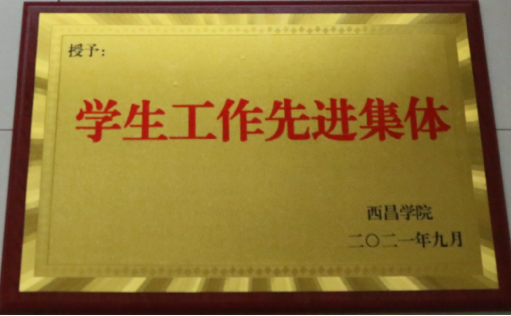 授予：
学生工作先进集体
西昌学院
二〇二一年九月